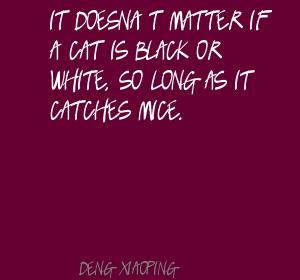 IT DOESNA T MATTER IF
A CAT IS BLACK OR
WHITE, SO LONG AS IT
CATCHES MICE.
DENG XIAOPING